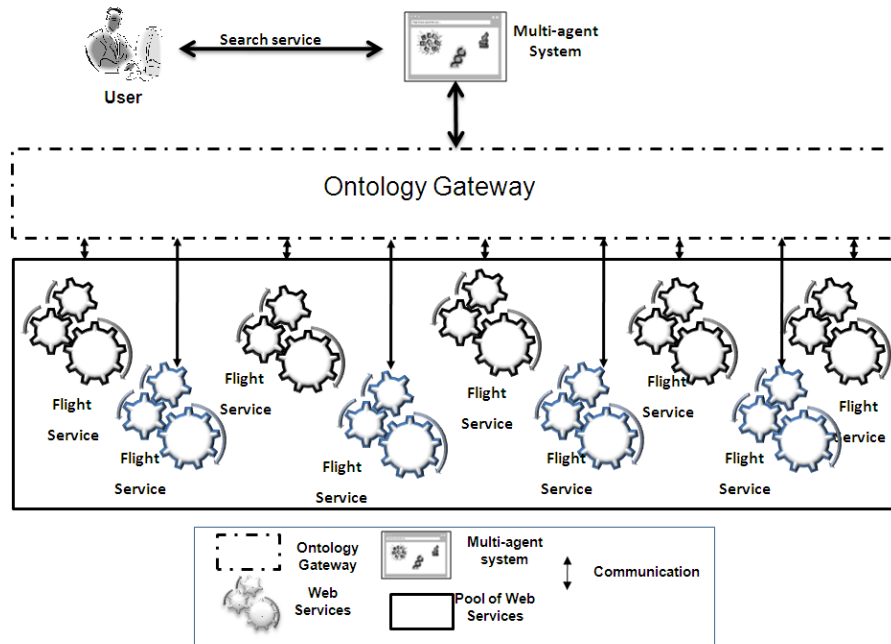 Search service
Multi-agent
System
User
Ontology Gateway
Flight
Service
Flight
Service
Flight
Service
Flight
Service
Flight
Service
Flight
Service
Flight
Service
Flight
Service
Flight
Service
Ontology
Gateway
Multi-agent
system
Communication
Web
Services
Pool of Web
Services